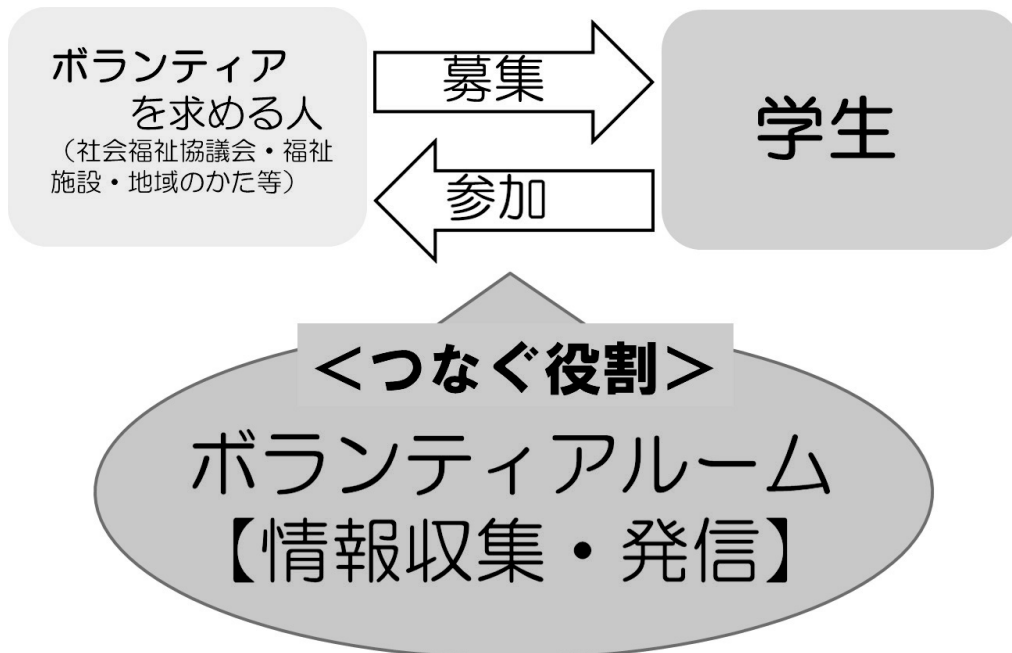 ボランティア
を求める人
（社会福祉協議会・福祉
施設・地域のかた等）
募集
参加
学生
＜つなぐ役割＞
ボランティアルーム
【情報収集・発信】